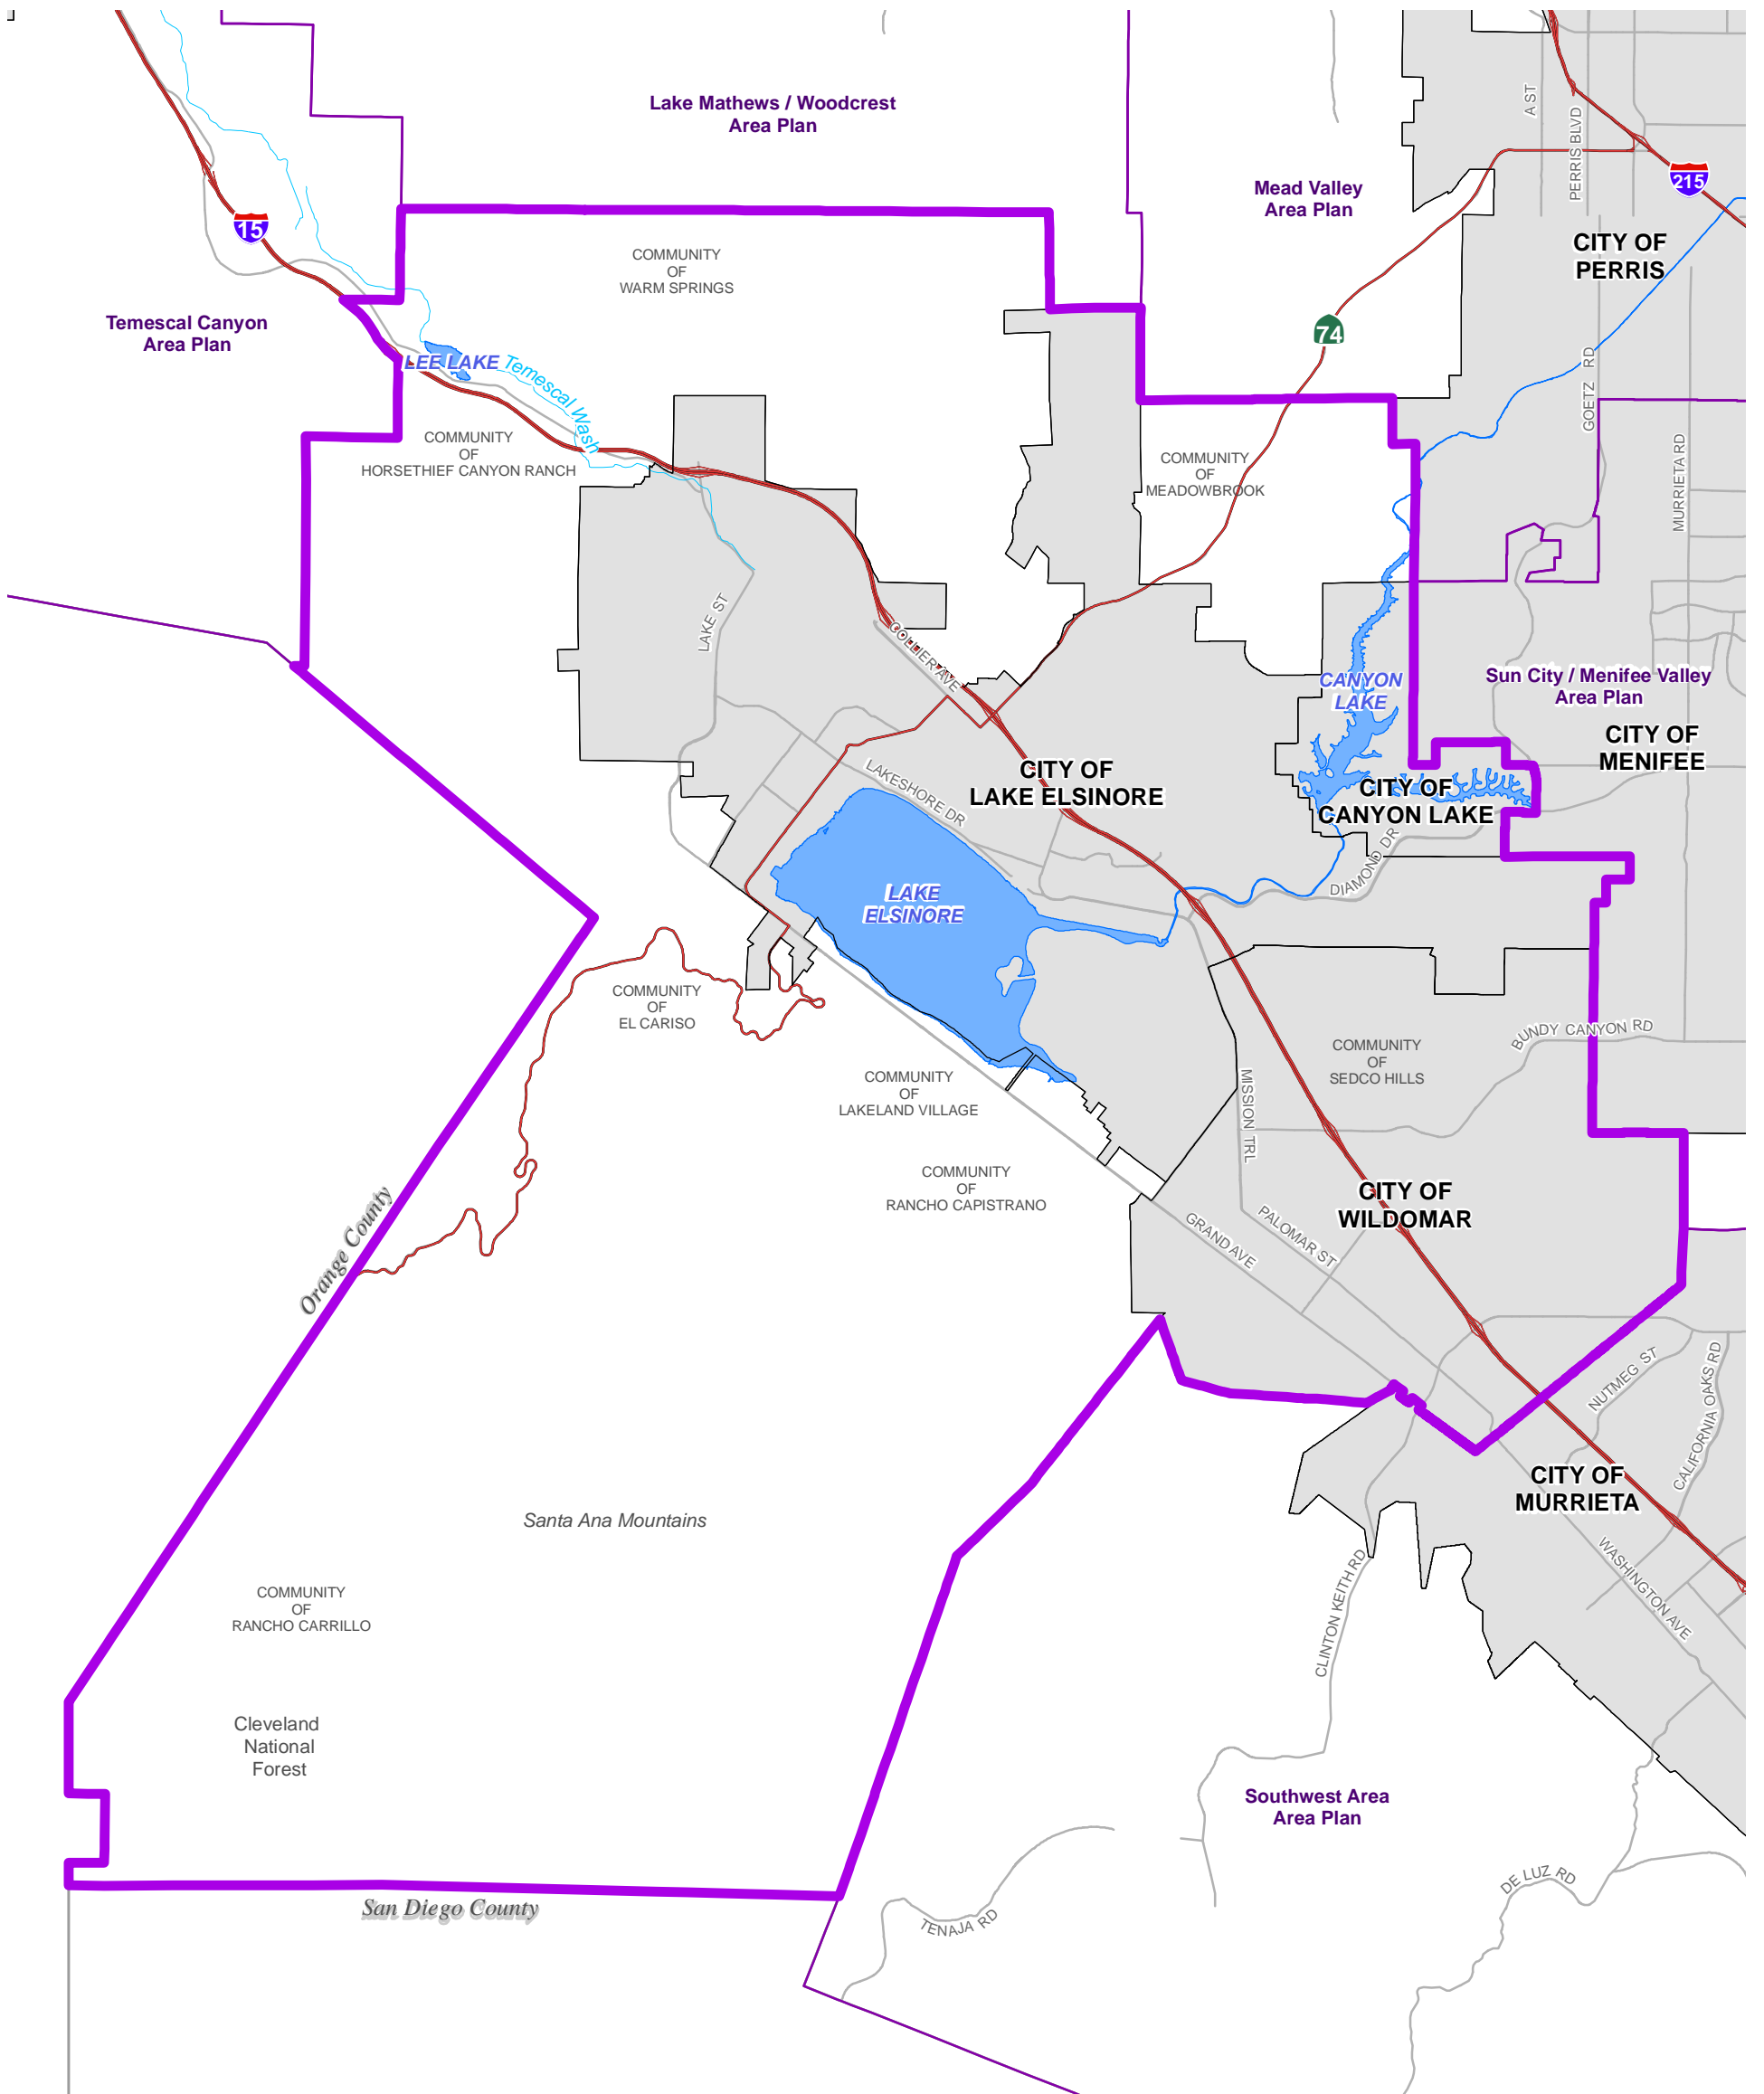 Lake Mathews / Woodcrest
Area Plan
A ST
PERRIS BLVD
215
Mead Valley
Area Plan
15
CITY OF
PERRIS
COMMUNITY
OF
WARM SPRINGS
Temescal Canyon
Area Plan
74
LEE LAKE
Temescal Wash
GOETZ RD
MURRIETA RD
COMMUNITY
OF
HORSETHIEF CANYON RANCH
COMMUNITY
OF
MEADOWBROOK
LAKE ST
COLLIER AVE
CANYON
LAKE
Sun City / Menifee Valley
Area Plan
CITY OF
MENIFEE
CITY OF
LAKE ELSINORE
LAKESHORE DR
CITY OF
CANYON LAKE
DIAMOND DR
LAKE
ELSINORE
COMMUNITY
OF
EL CARISO
BUNDY CANYON RD
COMMUNITY
OF
SEDCO HILLS
COMMUNITY
OF
LAKELAND VILLAGE
MISSION TRL
COMMUNITY
OF
RANCHO CAPISTRANO
CITY OF
WILDOMAR
Orange County
GRAND AVE
PALOMAR ST
NUTMEG ST
CALIFORNIA OAKS RD
CITY OF
MURRIETA
Santa Ana Mountains
WASHINGTON AVE
CLINTON KEITH RD
COMMUNITY
OF
RANCHO CARRILLO
Cleveland
National
Forest
Southwest Area
Area Plan
San Diego County
TENAJA RD
DE LUZ RD